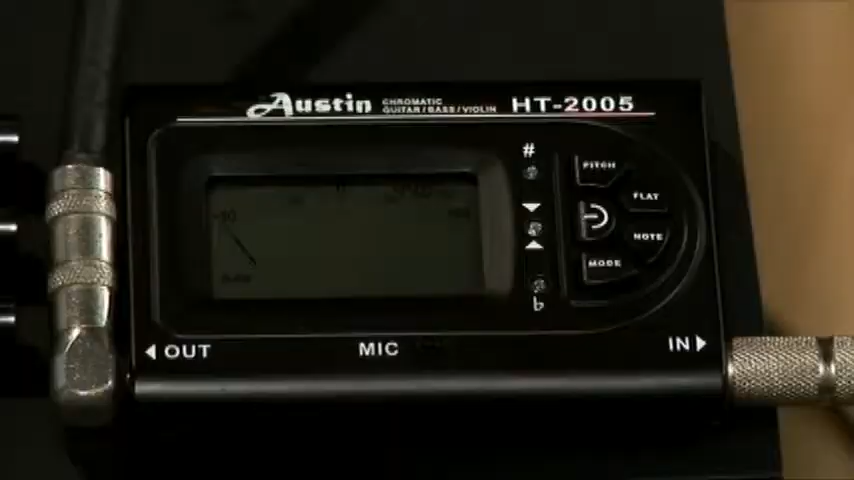 Austin CHROMATIC GUITAR/BASS/VIOLIN HT-2005
#
PITCH
FLAT
NOTE
MODE
b
OUT MIC IN